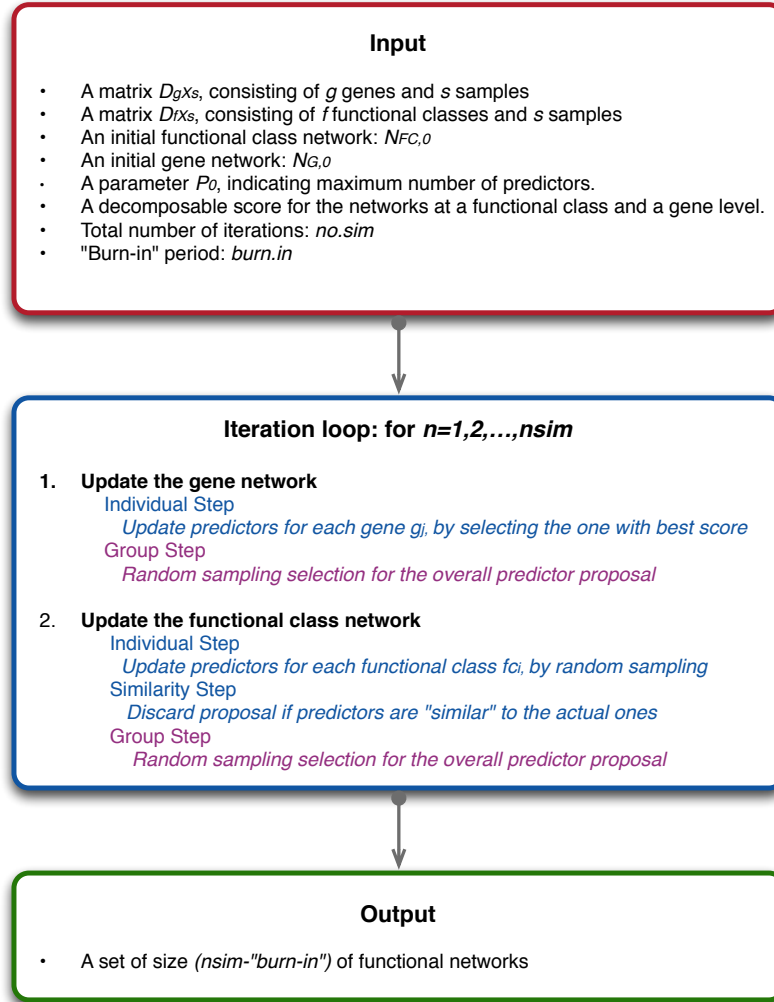 Input
• A matrix DgXs, consisting of g genes and s samples
• A matrix DfXs, consisting of f functional classes and s samples
• An initial functional class network: NFC,0
• An initial gene network: NG,0
• A parameter P0, indicating maximum number of predictors.
• A decomposable score for the networks at a functional class and a gene level.
• Total number of iterations: no.sim
• "Burn-in" period: burn.in
Iteration loop: for n=1,2,...,nsim
1. Update the gene network
Individual Step
Update predictors for each gene gj, by selecting the one with best score
Group Step
Random sampling selection for the overall predictor proposal
2. Update the functional class network
Individual Step
Update predictors for each functional class fci, by random sampling
Similarity Step
Discard proposal if predictors are "similar" to the actual ones
Group Step
Random sampling selection for the overall predictor proposal
Output
• A set of size (nsim-"burn-in") of functional networks